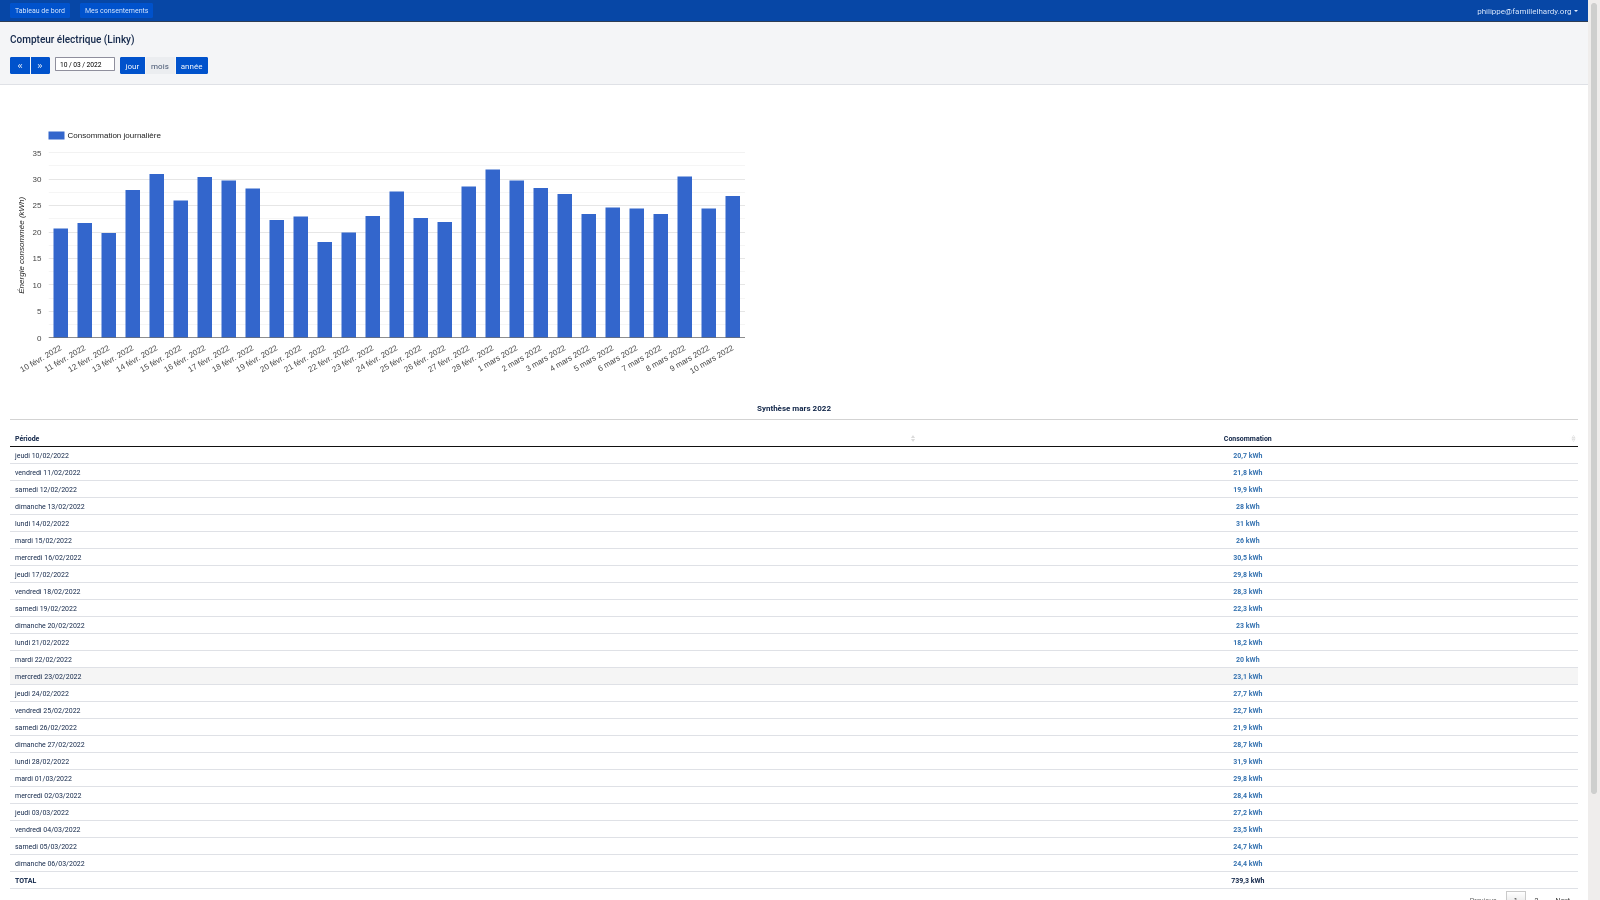 Tableau de bord Mes consentements philippe@famillelhardy.org
Compteur électrique (Linky)
« » 10 / 03 / 2022 jour mois année
Consommation journalière
35
30
25
20
15
10
5
0
Énergie consommée (kWh)
10 févr. 2022 11 févr. 2022 12 févr. 2022 13 févr. 2022 14 févr. 2022 15 févr. 2022 16 févr. 2022 17 févr. 2022 18 févr. 2022 19 févr. 2022 20 févr. 2022 21 févr. 2022 22 févr. 2022 23 févr. 2022 24 févr. 2022 25 févr. 2022 26 févr. 2022 27 févr. 2022 28 févr. 2022 1 mars 2022 2 mars 2022 3 mars 2022 4 mars 2022 5 mars 2022 6 mars 2022 7 mars 2022 8 mars 2022 9 mars 2022 10 mars 2022
Synthèse mars 2022
Période Consommation
jeudi 10/02/2022 20,7 kWh
vendredi 11/02/2022 21,8 kWh
samedi 12/02/2022 19,9 kWh
dimanche 13/02/2022 28 kWh
lundi 14/02/2022 31 kWh
mardi 15/02/2022 26 kWh
mercredi 16/02/2022 30,5 kWh
jeudi 17/02/2022 29,8 kWh
vendredi 18/02/2022 28,3 kWh
samedi 19/02/2022 22,3 kWh
dimanche 20/02/2022 23 kWh
lundi 21/02/2022 18,2 kWh
mardi 22/02/2022 20 kWh
mercredi 23/02/2022 23,1 kWh
jeudi 24/02/2022 27,7 kWh
vendredi 25/02/2022 22,7 kWh
samedi 26/02/2022 21,9 kWh
dimanche 27/02/2022 28,7 kWh
lundi 28/02/2022 31,9 kWh
mardi 01/03/2022 29,8 kWh
mercredi 02/03/2022 28,4 kWh
jeudi 03/03/2022 27,2 kWh
vendredi 04/03/2022 23,5 kWh
samedi 05/03/2022 24,7 kWh
dimanche 06/03/2022 24,4 kWh
TOTAL 739,3 kWh
Previous 1 2 Next